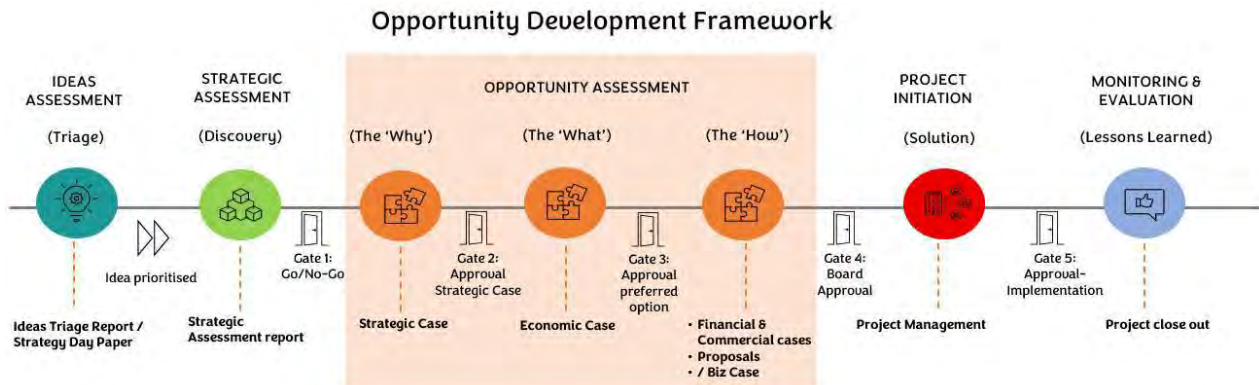 Opportunity Development Framework
IDEAS
ASSESSMENT
(Triage)
STRATEGIC
ASSESSMENT
(Discovery)
OPPORTUNITY ASSESSMENT
(The 'Why')
(The 'What')
(The 'How')
PROJECT
INITIATION
(Solution)
MONITORING &
EVALUATION
(Lessons Learned)
Idea prioritised
Gate 1:
Go/No-Go
Gate 2:
Approval
Strategic Case
Gate 3:
Approval
preferred
option
Gate 4:
Board
Approval
Gate 5:
Approval-
Implementation
Ideas Triage Report /
Strategy Day Paper
Strategic
Assessment report
Strategic Case
Economic Case
• Financial &
Commercial cases
• Proposals
• / Biz Case
Project Management
Project close out